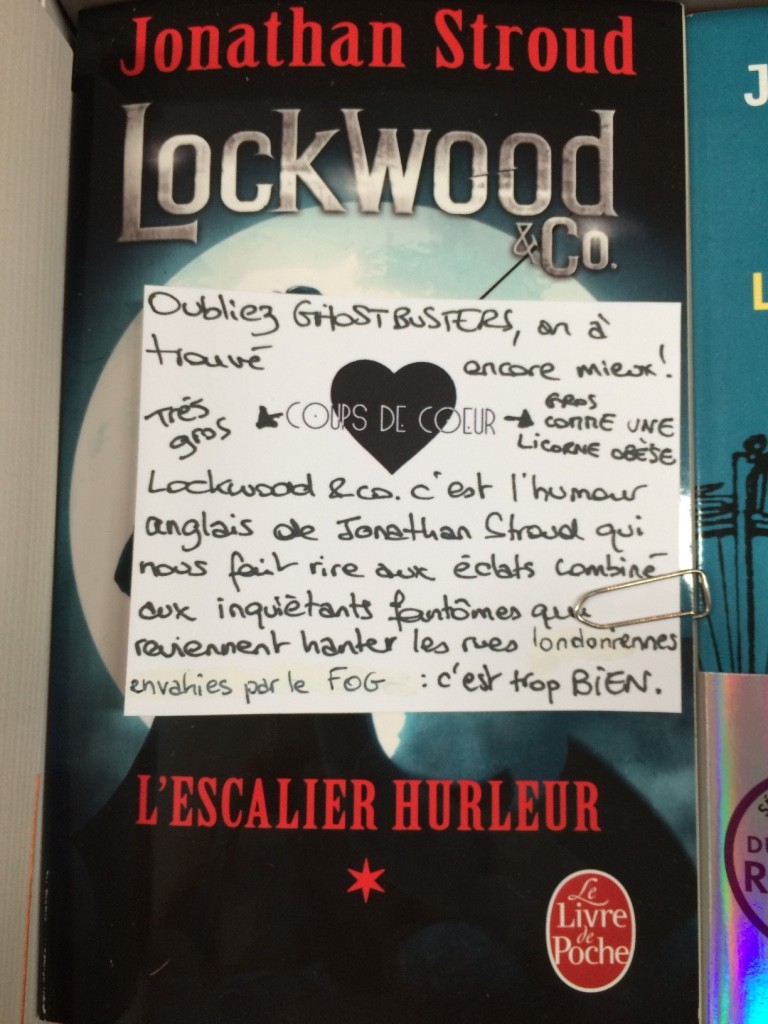 Jonathan Stroud
LOCKWOOD
& Co.
Oubliez GHOSTBUSTERS, on à
trouvé encore mieux!
Très gros COUPS DE COEUR GROS COMME UNE LICORNE OBÈSE
Lockwood & co. c'est l'humour
anglais de Jonathan Stroud qui
nous fait rire aux éclats combiné
aux inquiètants fantômes qui
reviennent hanter les rues londoniennes
envahies par le FOG : c'est trop BIEN.
L'ESCALIER HURLEUR
Le
Livre
de
Poche
J
L
DU
R